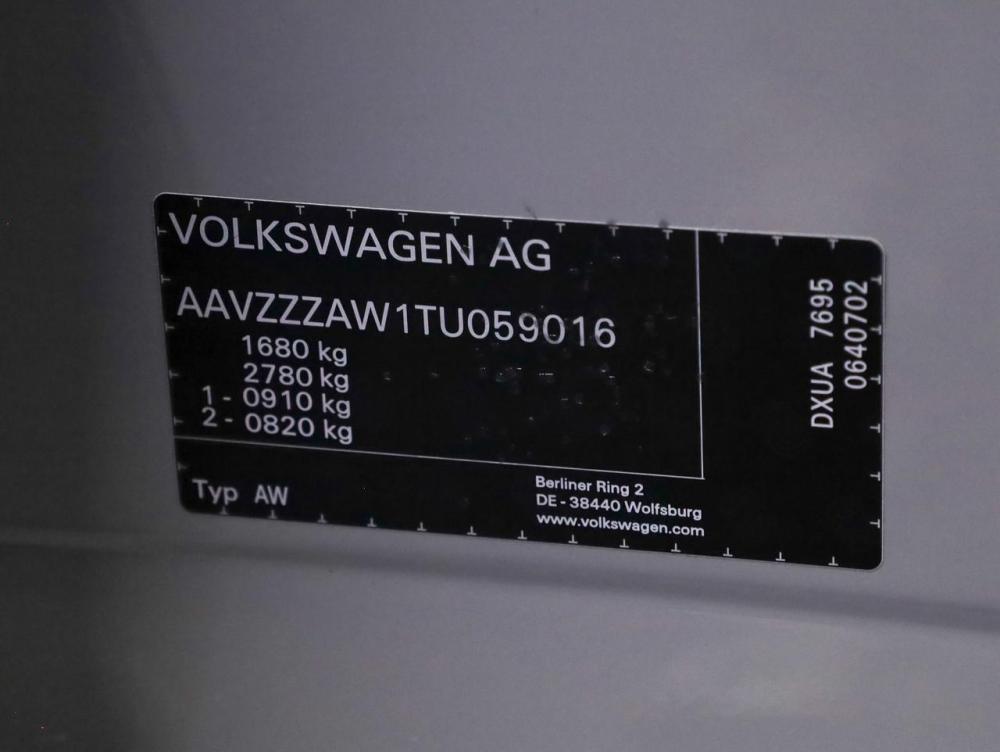 VOLKSWAGEN AG
AAVZZZAW1TU059016
1680 kg
2780 kg
1 - 0910 kg
2 - 0820 kg
Typ AW
Berliner Ring 2
DE - 38440 Wolfsburg
www.volkswagen.com
DXUA 7695
0640702